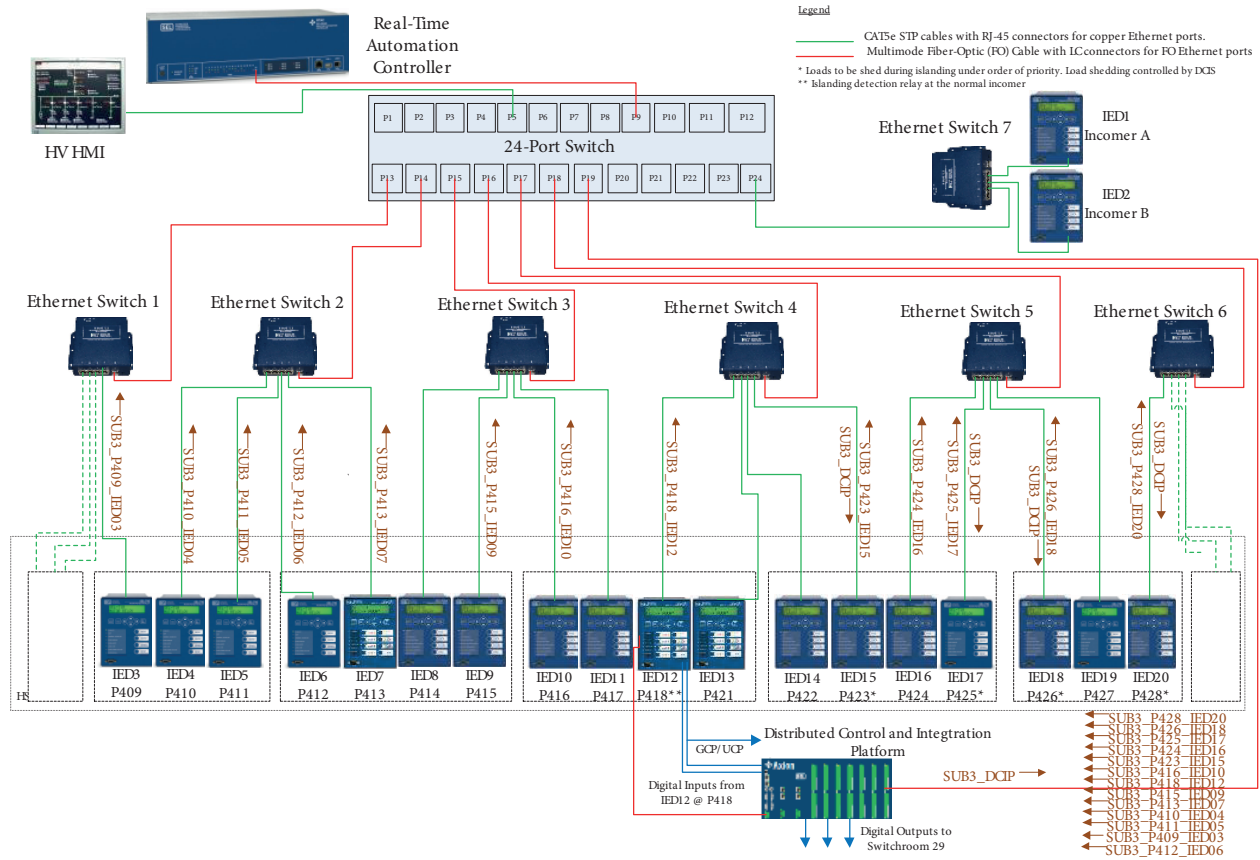 Legend
CAT5e STP cables with RJ-45 connectors for copper Ethernet ports.
Multimode Fiber-Optic (FO) Cable with LC connectors for FO Ethernet ports
* Loads to be shed during islanding under order of priority. Load shedding controlled by DCIS
** Islanding detection relay at the normal incomer
Real-Time
Automation
Controller
HV HMI
P1 P2 P3 P4 P5 P6 P7 P8 P9 P10 P11 P12
24-Port Switch
P13 P14 P15 P16 P17 P18 P19 P20 P21 P22 P23 P24
Ethernet Switch 7
IED1
Incomer A
IED2
Incomer B
Ethernet Switch 1
Ethernet Switch 2
Ethernet Switch 3
Ethernet Switch 4
Ethernet Switch 5
Ethernet Switch 6
SUB3_P409_IED03
SUB3_P410_IED04
SUB3_P411_IED05
SUB3_P412_IED06
SUB3_P413_IED07
SUB3_P415_IED09
SUB3_P416_IED10
SUB3_P418_IED12
SUB3_DCIP
SUB3_P423_IED15
SUB3_P424_IED16
SUB3_P425_IED17
SUB3_DCIP
SUB3_DCIP
SUB3_P426_IED18
SUB3_P428_IED20
SUB3_DCIP
HS
IED3
P409
IED4
P410
IED5
P411
IED6
P412
IED7
P413
IED8
P414
IED9
P415
IED10
P416
IED11
P417
IED12
P418**
IED13
P421
IED14
P422
IED15
P423*
IED16
P424
IED17
P425*
IED18
P426*
IED19
P427
IED20
P428*
GCP/UCP
Distributed Control and Integtration
Platform
Axion
Digital Inputs from
IED12 @ P418
SUB3_DCIP
Digital Outputs to
Switchroom 29
SUB3_P428_IED20
SUB3_P426_IED18
SUB3_P425_IED17
SUB3_P424_IED16
SUB3_P423_IED15
SUB3_P416_IED10
SUB3_P418_IED12
SUB3_P415_IED09
SUB3_P413_IED07
SUB3_P410_IED04
SUB3_P411_IED05
SUB3_P409_IED03
SUB3_P412_IED06